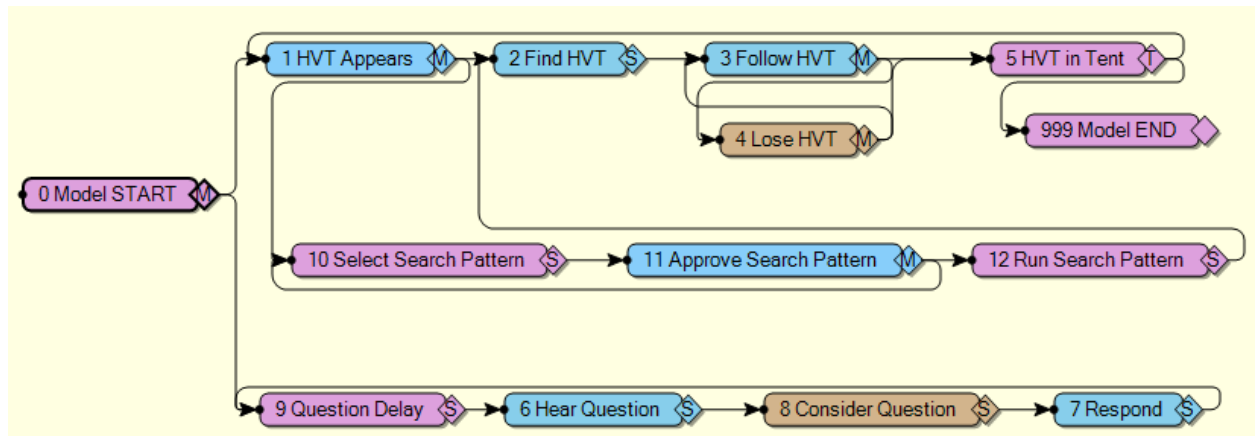 1 HVT Appears M
2 Find HVT S
3 Follow HVT M
5 HVT in Tent T
4 Lose HVT M
999 Model END
0 Model START M
10 Select Search Pattern S
11 Approve Search Pattern M
12 Run Search Pattern S
9 Question Delay S
6 Hear Question S
8 Consider Question S
7 Respond S